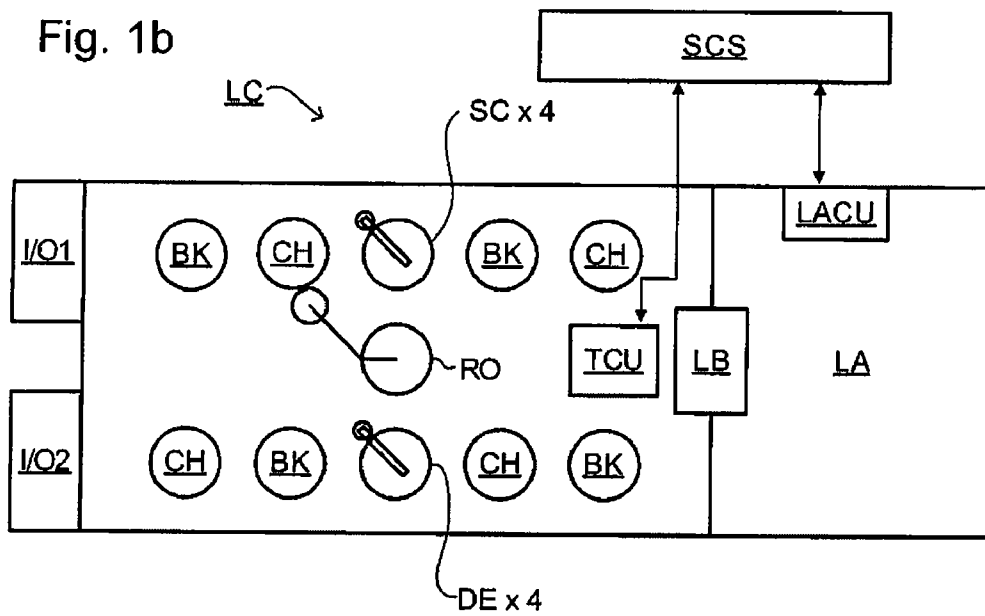 Fig. 1b
SCS
LC
SC x 4
I/O1
BK
CH
BK
CH
LACU
RO
TCU
LB
LA
I/O2
CH
BK
CH
BK
DE x 4